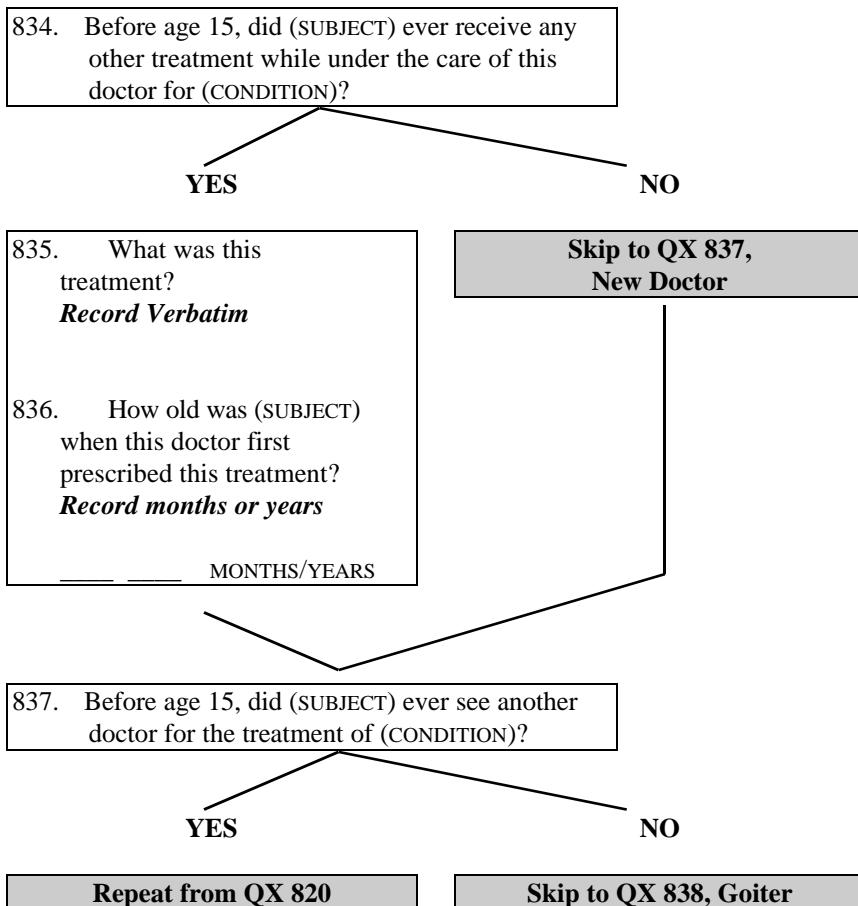 834. Before age 15, did (SUBJECT) ever receive any
other treatment while under the care of this
doctor for (CONDITION)?
YES
NO
835. What was this
treatment?
Record Verbatim
836. How old was (SUBJECT)
when this doctor first
prescribed this treatment?
Record months or years
____ ____ MONTHS/YEARS
Skip to QX 837,
New Doctor
837. Before age 15, did (SUBJECT) ever see another
doctor for the treatment of (CONDITION)?
YES
NO
Repeat from QX 820
Skip to QX 838, Goiter